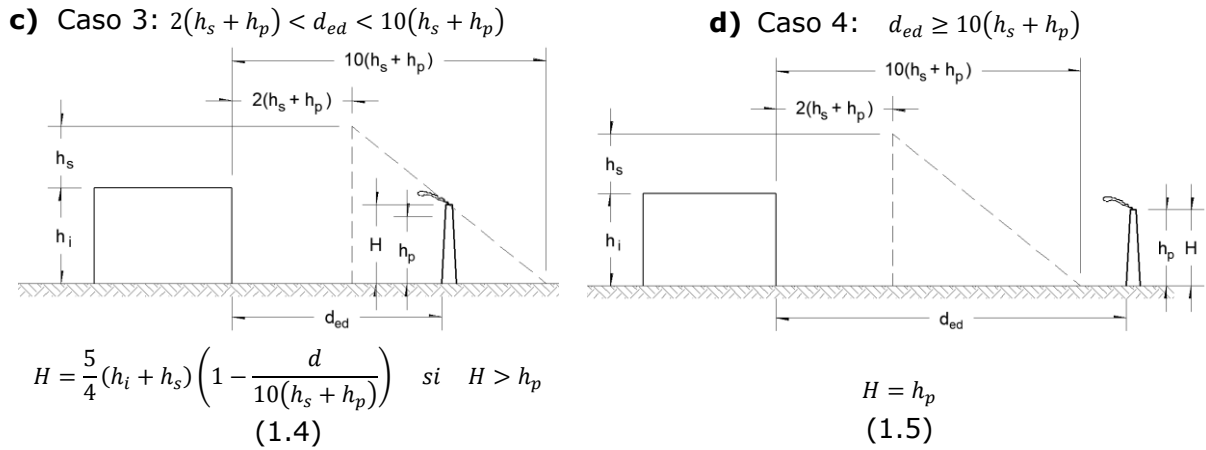 c) Caso 3: 2(h_s + h_p) < d_ed < 10(h_s + h_p)
10(h_s + h_p)
2(h_s + h_p)
h_s
h_i
H
h_p
d_ed
H = 5/4 (h_i + h_s) (1 − d / 10(h_s + h_p)) si H > h_p
(1.4)
d) Caso 4: d_ed ≥ 10(h_s + h_p)
10(h_s + h_p)
2(h_s + h_p)
h_s
h_i
h_p
H
d_ed
H = h_p
(1.5)